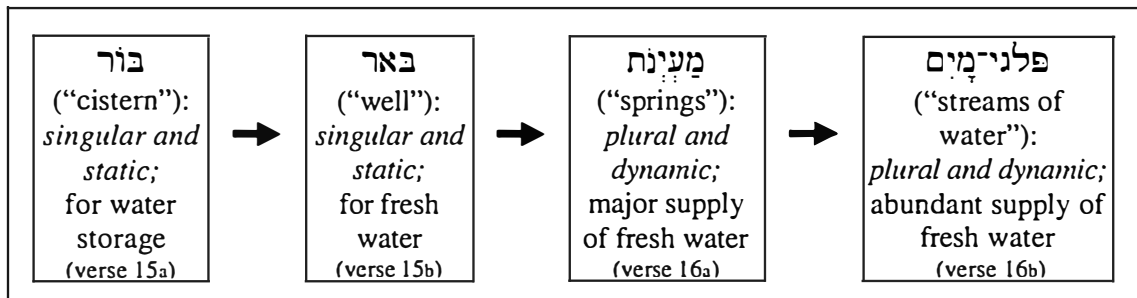 בּוֹר
(“cistern”):
singular and
static;
for water
storage
(verse 15a)
בּאר
(“well”):
singular and
static;
for fresh
water
(verse 15b)
מַעְיְנֹת
(“springs”):
plural and
dynamic;
major supply
of fresh water
(verse 16a)
פּלגי־מָיִם
(“streams of
water”):
plural and dynamic;
abundant supply of
fresh water
(verse 16b)